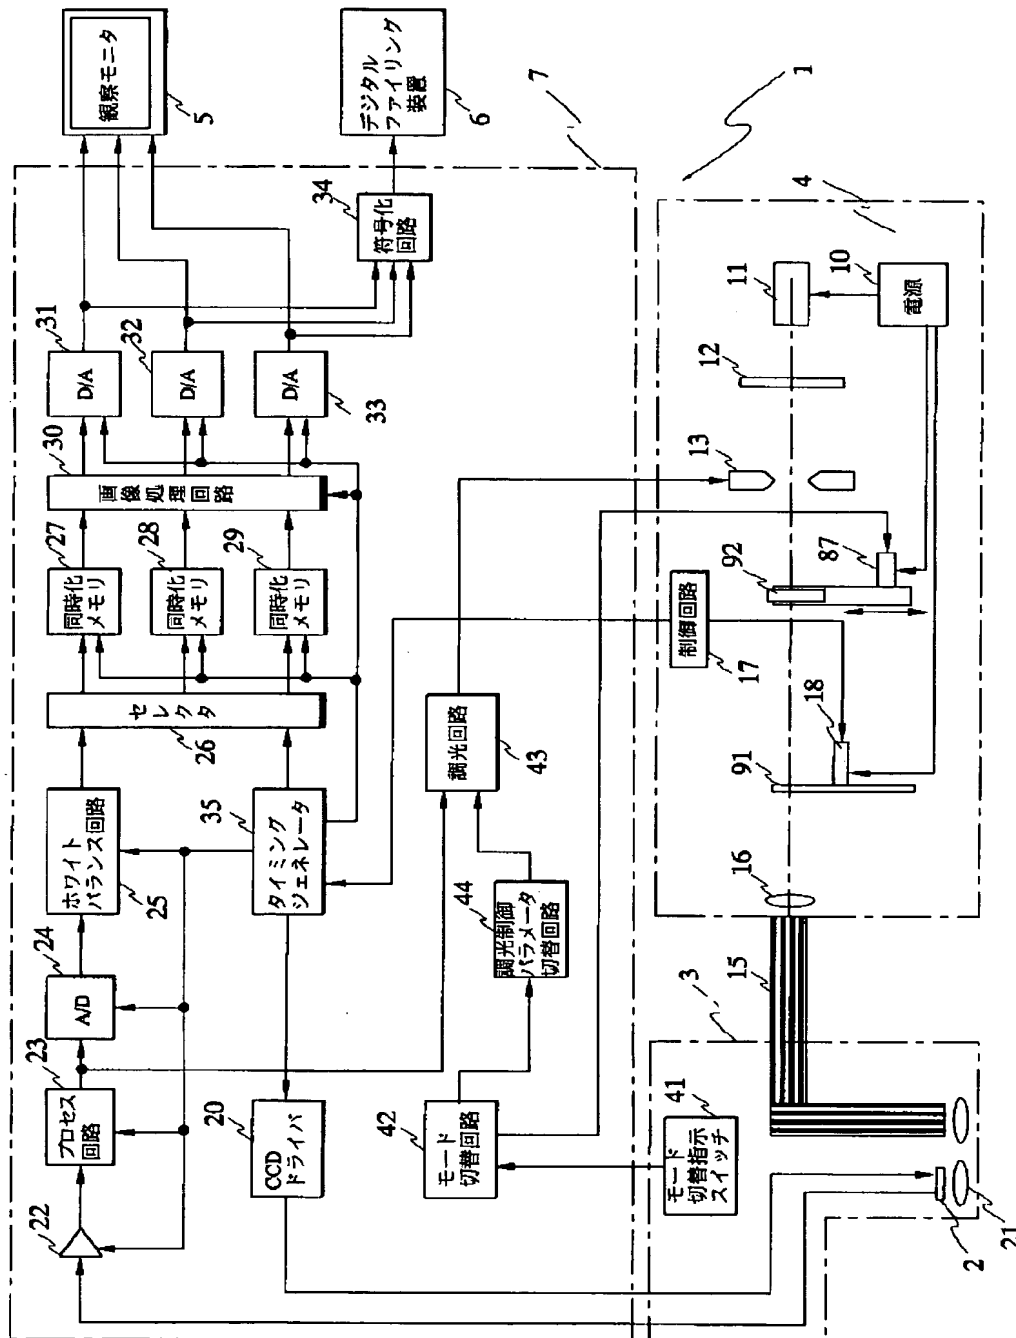 観察モニタ
5
デジタル
ファイリング
装置
6
7
1
34
符号化
回路
31
D/A
32
D/A
D/A
33
30
画像処理回路
27
同時化
メモリ
28
同時化
メモリ
29
同時化
メモリ
セレクタ
26
ホワイト
バランス回路
25
35
タイミング
ジェネレータ
24
A/D
23
プロセス
回路
22
20
CCD
ドライバ
調光回路
43
44
調光制御
パラメータ
切替回路
42
モード
切替回路
4
11
10
電源
12
13
92
87
制御回路
17
18
91
16
15
3
41
モード
切替指示
スイッチ
2
21